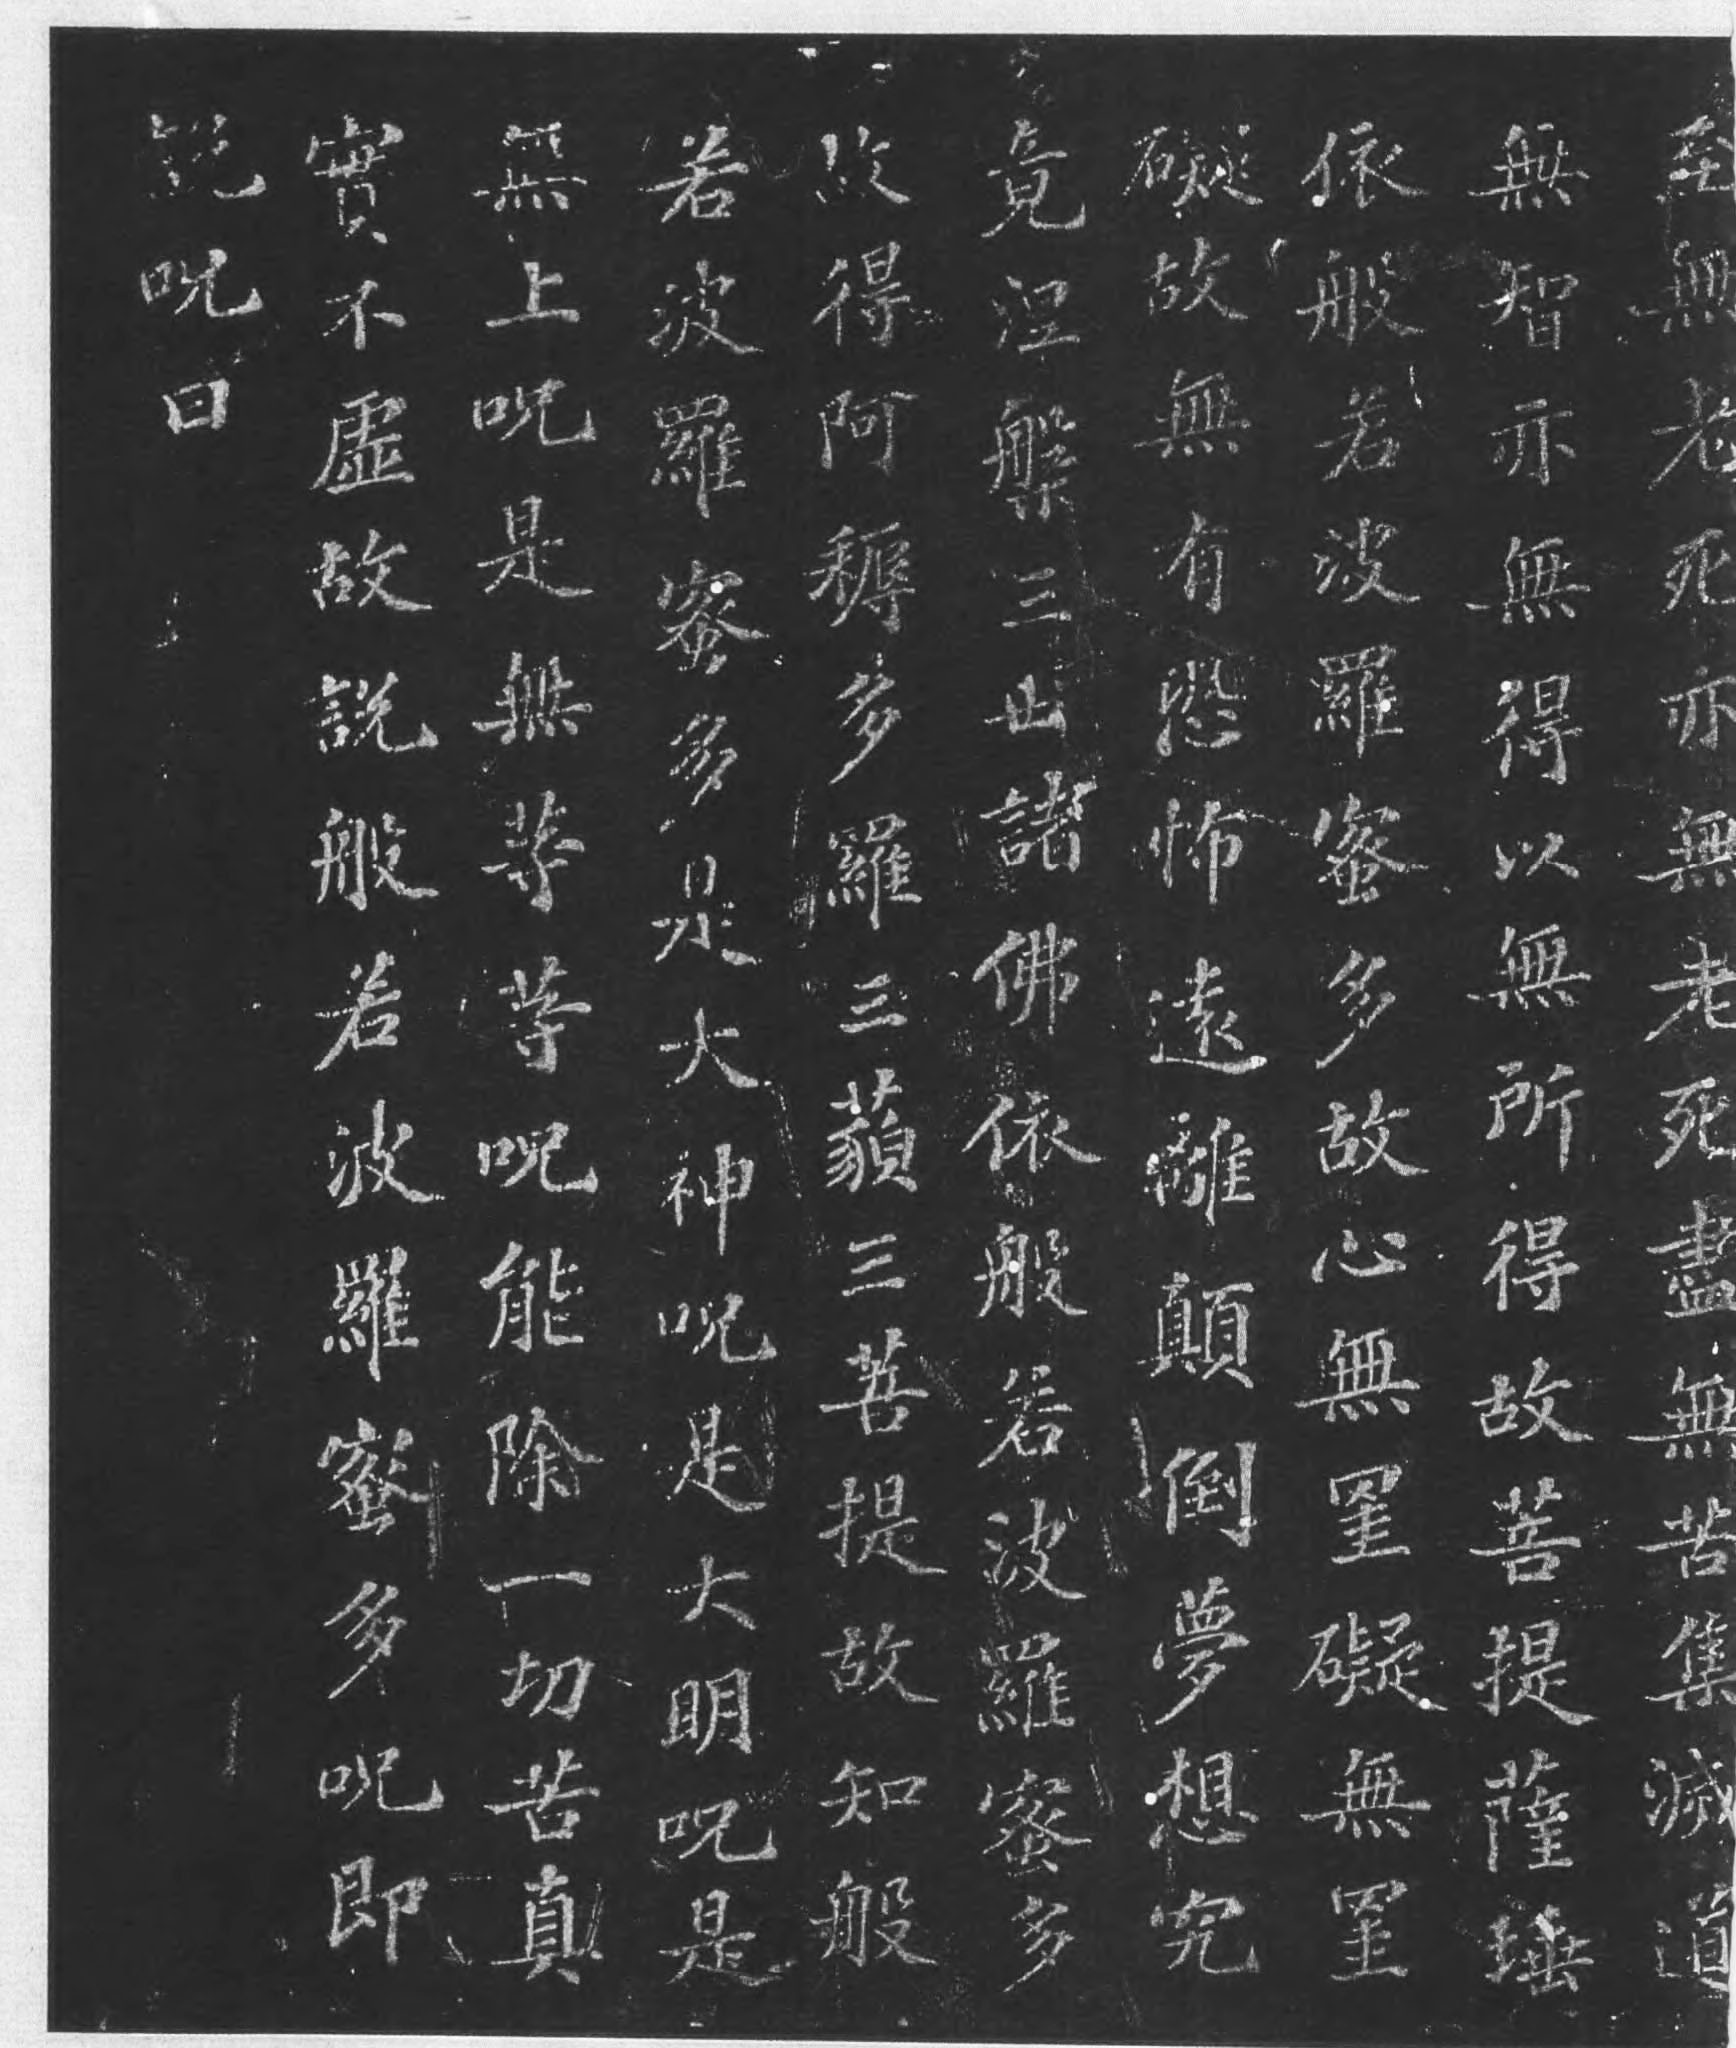 至無老死亦無老死盡無苦集滅道
無智亦無得以無所得故菩提薩埵
依般若波羅蜜多故心無罣礙無罣
礙故無有恐怖遠離顛倒夢想究
竟涅槃三世諸佛依般若波羅蜜多
故得阿耨多羅三藐三菩提故知般
若波羅蜜多是大神呪是大明呪是
無上呪是無等等呪能除一切苦真
實不虛故說般若波羅蜜多呪即
說呪曰